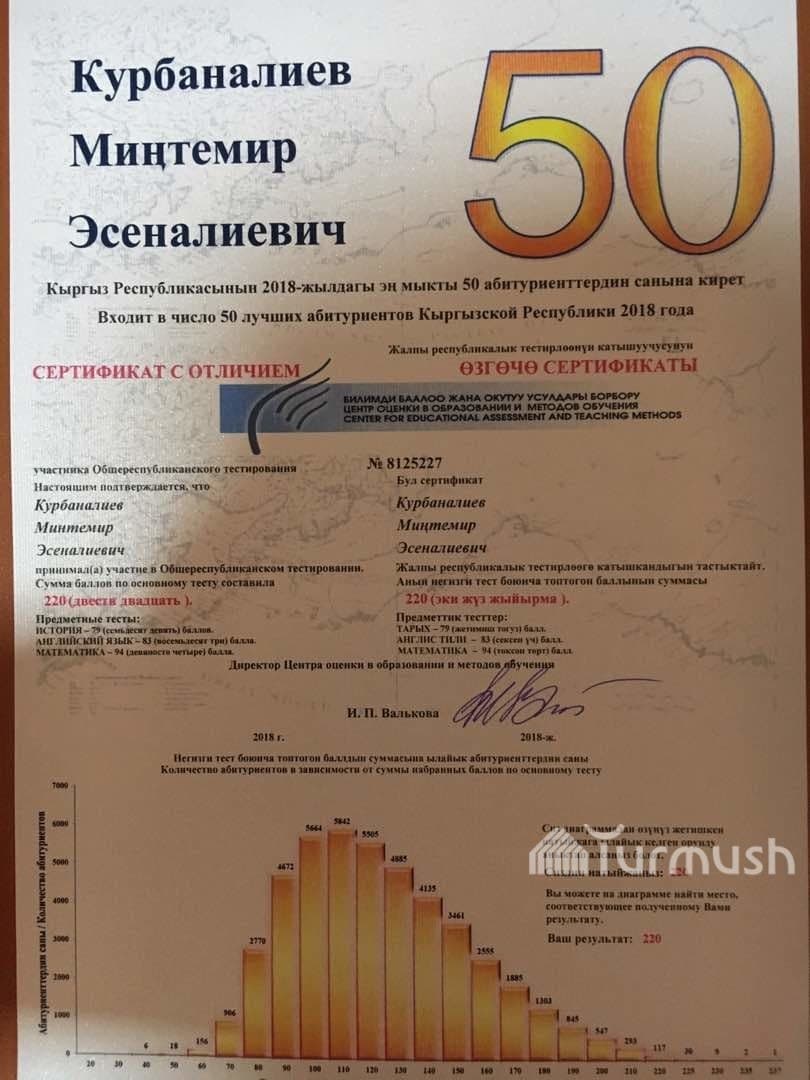 Курбаналиев
Миңтемир
Эсеналиевич
50
Кыргыз Республикасынын 2018-жылдагы эң мыкты 50 абитуриенттердин санына кирет
Входит в число 50 лучших абитуриентов Кыргызской Республики 2018 года
СЕРТИФИКАТ С ОТЛИЧИЕМ
Жалпы республикалык тестирлөөнүн катышуучусунун
ӨЗГӨЧӨ СЕРТИФИКАТЫ
БИЛИМДИ БААЛОО ЖАНА ОКУТУУ УСУЛДАРЫ БОРБОРУ
ЦЕНТР ОЦЕНКИ В ОБРАЗОВАНИИ И МЕТОДОВ ОБУЧЕНИЯ
CENTER FOR EDUCATIONAL ASSESSMENT AND TEACHING METHODS
№ 8125227
участника Общереспубликанского тестирования
Настоящим подтверждается, что
Курбаналиев
Минтемир
Эсеналиевич
принимал(а) участие в Общереспубликанском тестировании.
Сумма баллов по основному тесту составила
220 (двести двадцать ).
Предметные тесты:
ИСТОРИЯ – 79 (семьдесят девять) баллов.
АНГЛИЙСКИЙ ЯЗЫК – 83 (восемьдесят три) балла.
МАТЕМАТИКА – 94 (девяносто четыре) балла.
Бул сертификат
Курбаналиев
Миңтемир
Эсеналиевич
Жалпы республикалык тестирлөөгө катышкандыгын тастыктайт.
Анын негизги тест боюнча топтогон баллынын суммасы
220 (эки жүз жыйырма ).
Предметтик тесттер:
ТАРЫХ – 79 (жетимиш тогуз) балл.
АНГЛИС ТИЛИ – 83 (сексен үч) балл.
МАТЕМАТИКА – 94 (токсон төрт) балл.
Директор Центра оценки в образовании и методов обучения
И. П. Валькова
2018 г.
2018-ж.
Негизги тест боюнча топтогон баллдын суммасына ылайык абитуриенттердин саны
Количество абитуриентов в зависимости от суммы набранных баллов по основному тесту
Абитуриенттердин саны / Количество абитуриентов
7000
6000
5000
4000
3000
2000
1000
0
6 18 156 906 2770 4672 5664 5842 5505 4885 4135 3461 2555 1885 1303 845 547 293 117 30 9 2 1
20 30 40 50 60 70 80 90 100 110 120 130 140 150 160 170 180 190 200 210 220 225 230 235 237
Сиз диаграммадан өзүңүз жетишкен
ылайык келген орунду
Сиздин натыйжаңыз: 220
Turmush
Вы можете на диаграмме найти место,
соответствующее полученному Вами
результату.
Ваш результат: 220